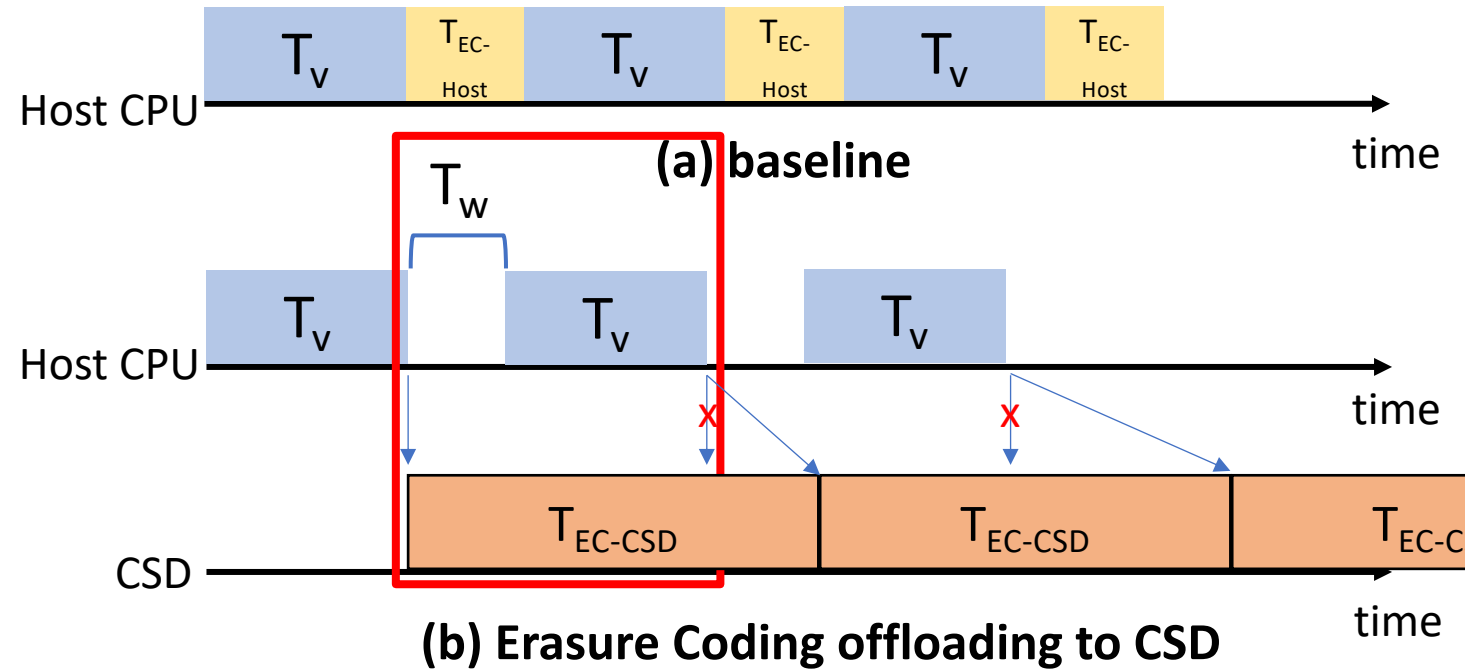 Tv TEC-Host Tv TEC-Host Tv TEC-Host
Host CPU
time
(a) baseline
Tw
Tv Tv Tv
Host CPU
time
x x
TEC-CSD TEC-CSD TEC-C
CSD
time
(b) Erasure Coding offloading to CSD